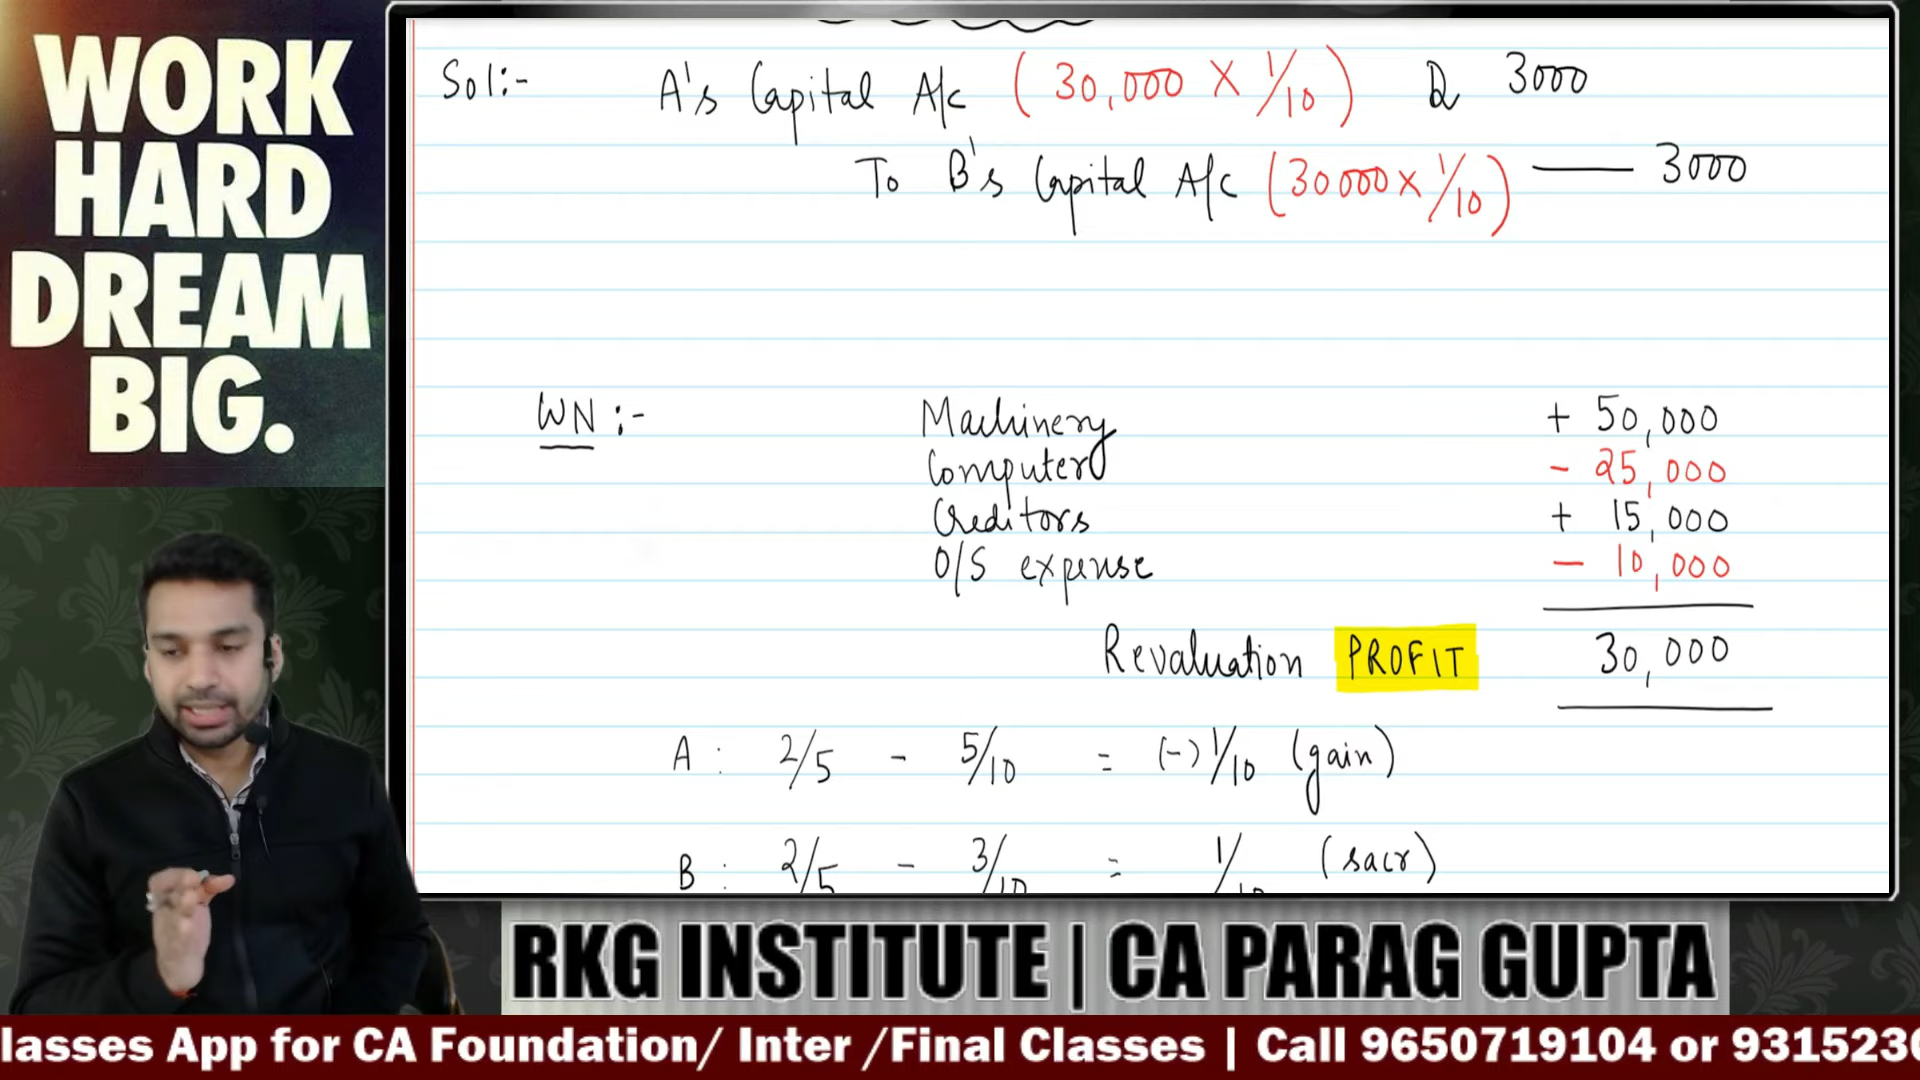 WORK
HARD
DREAM
BIG.
Sol:- A's Capital A/c (30,000 X 1/10) Dr 3000
To B's Capital A/c (30000 x 1/10) — 3000
WN :- Machinery + 50,000
Computer - 25,000
Creditors + 15,000
O/S expense - 10,000
Revaluation PROFIT 30,000
A : 2/5 - 5/10 = (-) 1/10 (gain)
B : 2/5 - 3/10 = 1/10 (sacr)
RKG INSTITUTE | CA PARAG GUPTA
lasses App for CA Foundation/ Inter /Final Classes | Call 9650719104 or 9315236